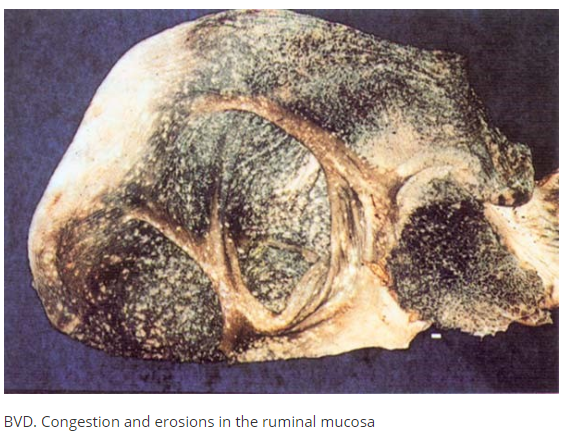 BVD. Congestion and erosions in the ruminal mucosa